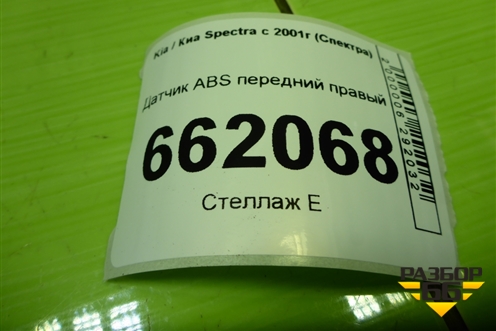 Kia / Киа Spectra с 2001г (Спектра)
Датчик ABS передний правый
662068
Стеллаж Е
2000006292032
РАЗБОР
66